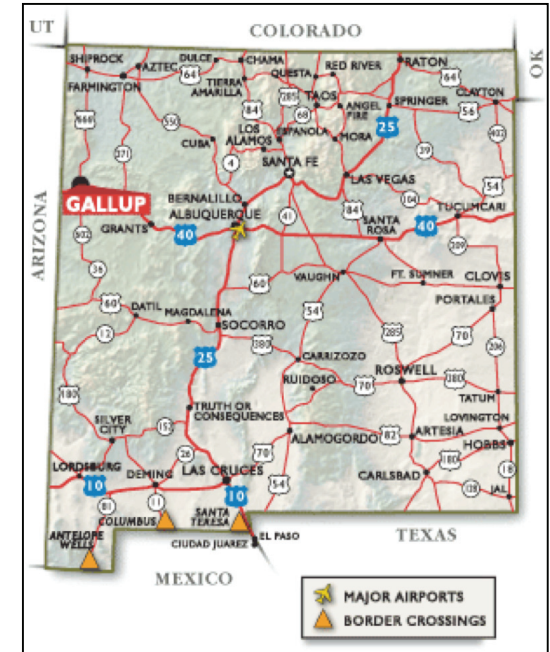 COLORADO
UT
OK
SHIPROCK
AZTEC
DULCE
CHAMA
RATON
FARMINGTON
64
TIERRA
AMARILLA
QUESTA
RED RIVER
64
285
TAOS
CLAYTON
666
84
68
ANGEL
FIRE
SPRINGER
56
550
LOS
ALAMOS
ESPANOLA
MORA
25
402
371
CUBA
4
SANTA FE
39
LAS VEGAS
54
GALLUP
BERNALILLO
ALBUQUERQUE
41
84
104
TUCUMCARI
GRANTS
40
SANTA
ROSA
40
ARIZONA
602
209
36
VAUGHN
FT. SUMNER
CLOVIS
60
60
PORTALES
DATIL
MAGDALENA
54
12
SOCORRO
285
70
25
380
CARRIZOZO
206
RUIDOSO
ROSWELL
70
380
180
TATUM
TRUTH OR
CONSEQUENCES
SILVER
CITY
152
LOVINGTON
ALAMOGORDO
82
ARTESIA
HOBBS
26
70
180
LORDSBURG
DEMING
LAS CRUCES
54
CARLSBAD
18
10
10
128
JAL
81
11
COLUMBUS
SANTA
TERESA
ANTELOPE
WELLS
CIUDAD JUAREZ
EL PASO
TEXAS
MEXICO
MAJOR AIRPORTS
BORDER CROSSINGS